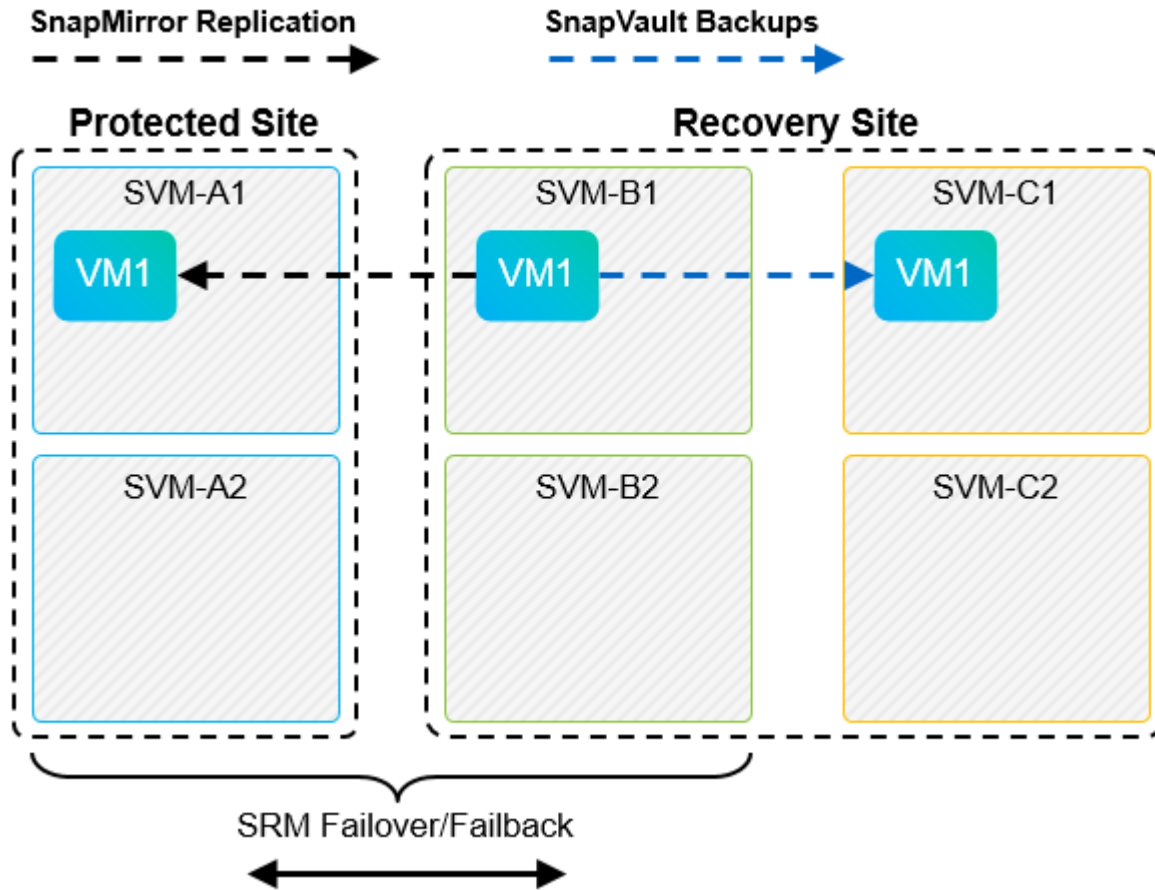 SnapMirror Replication
SnapVault Backups
Protected Site
Recovery Site
SVM-A1
SVM-B1
SVM-C1
VM1
VM1
VM1
SVM-A2
SVM-B2
SVM-C2
SRM Failover/Failback